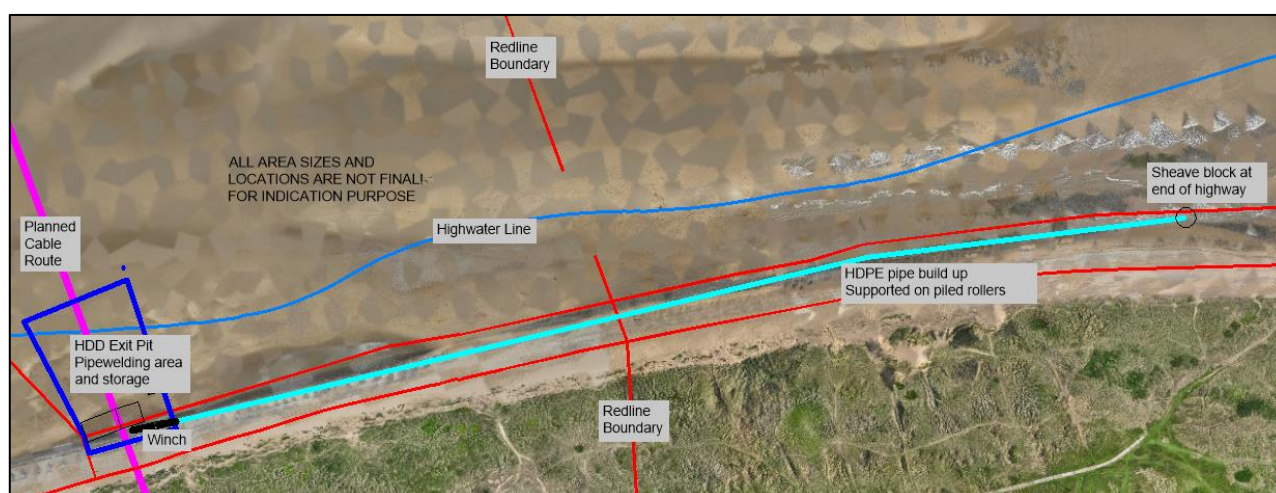 Redline
Boundary
ALL AREA SIZES AND
LOCATIONS ARE NOT FINALI
FOR INDICATION PURPOSE
Sheave block at
end of highway
Planned
Cable
Route
Highwater Line
HDPE pipe build up
Supported on piled rollers
HDD Exit Pit
Pipewelding area
and storage
Winch
Redline
Boundary